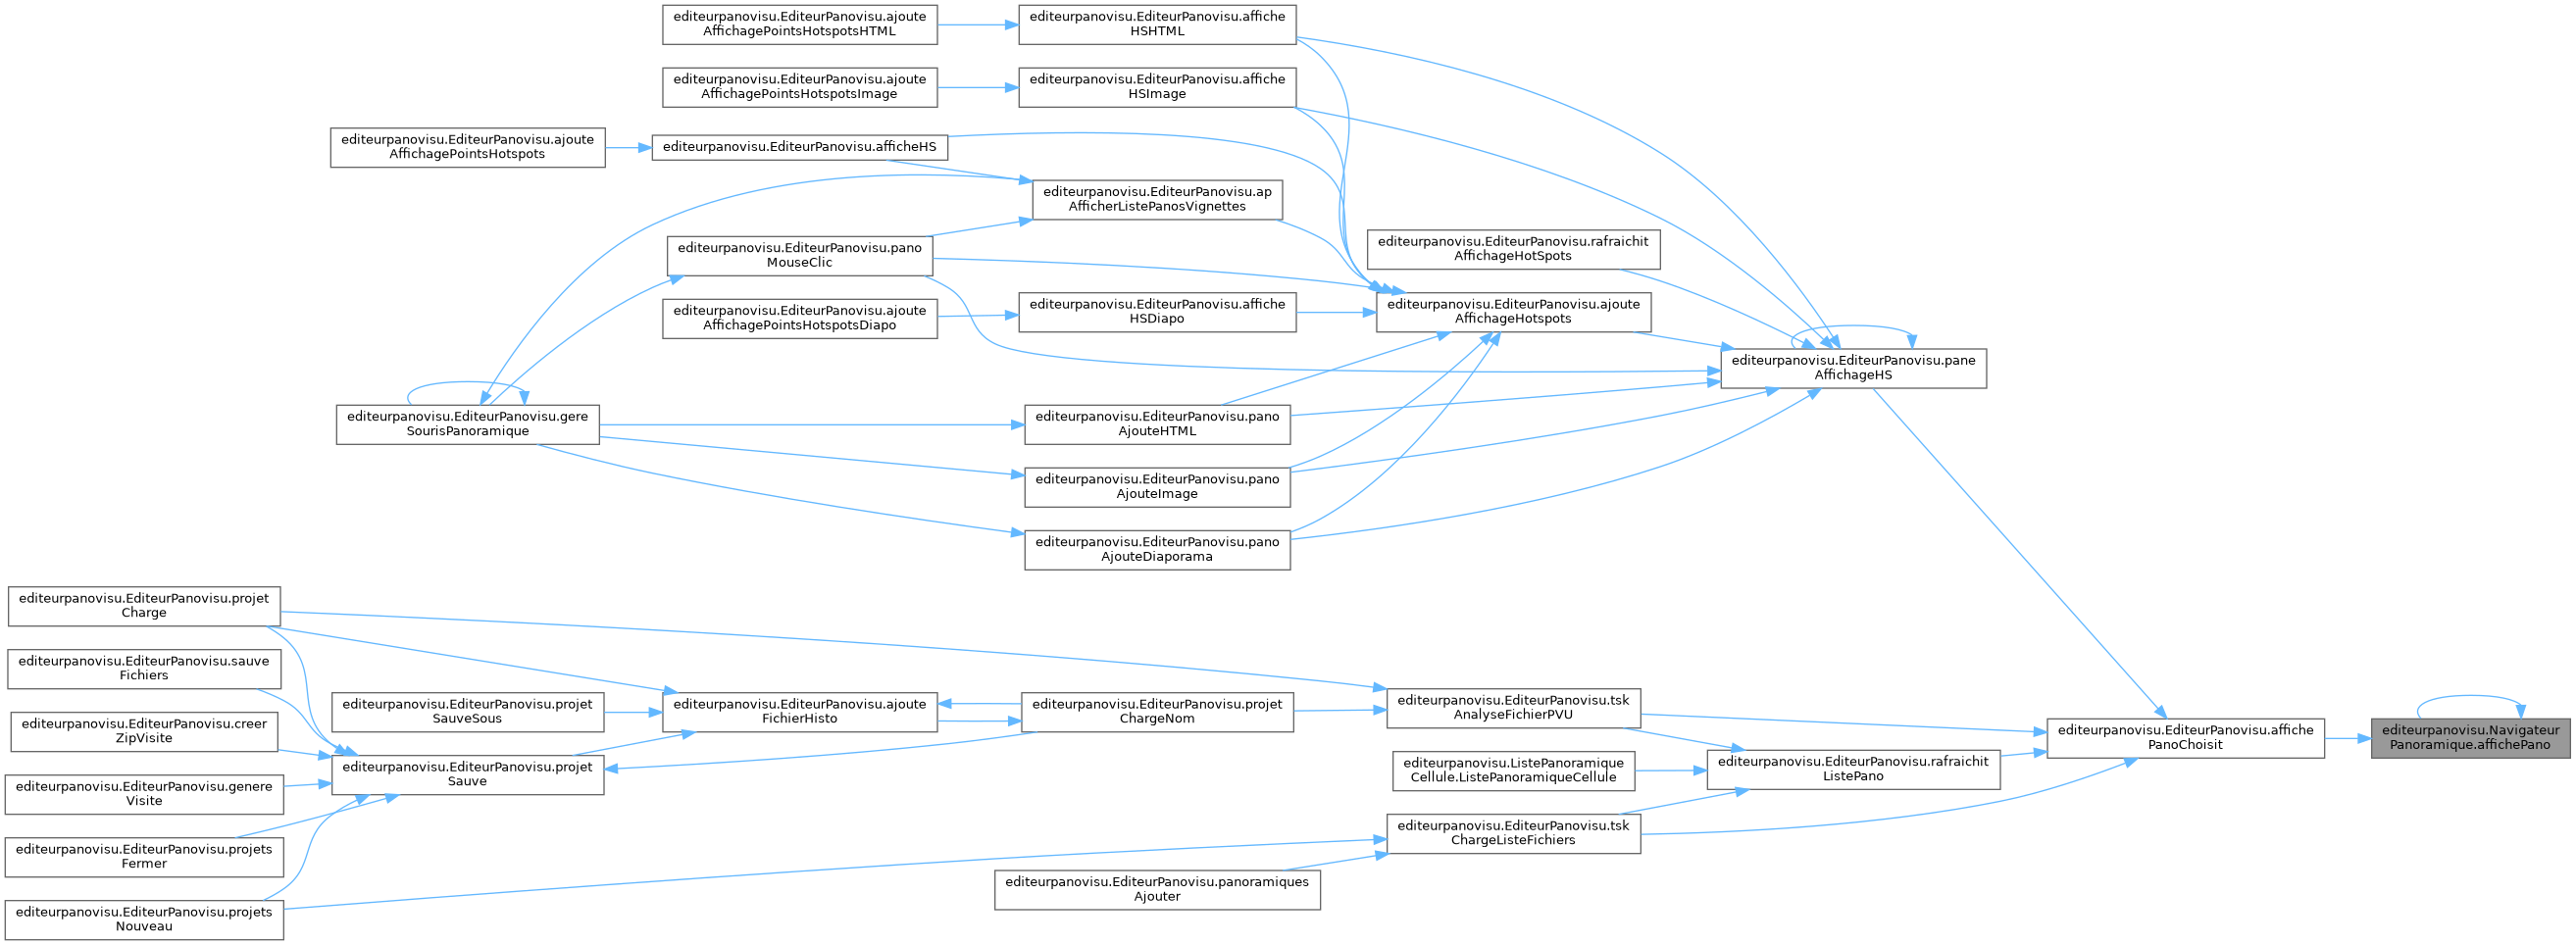 editeurpanovisu.EditeurPanovisu.ajoute
AffichagePointsHotspotsHTML
editeurpanovisu.EditeurPanovisu.affiche
HSHTML
editeurpanovisu.EditeurPanovisu.ajoute
AffichagePointsHotspotsImage
editeurpanovisu.EditeurPanovisu.affiche
HSImage
editeurpanovisu.EditeurPanovisu.ajoute
AffichagePointsHotspots
editeurpanovisu.EditeurPanovisu.afficheHS
editeurpanovisu.EditeurPanovisu.ap
AfficherListePanosVignettes
editeurpanovisu.EditeurPanovisu.pano
MouseClic
editeurpanovisu.EditeurPanovisu.rafraichit
AffichageHotSpots
editeurpanovisu.EditeurPanovisu.ajoute
AffichagePointsHotspotsDiapo
editeurpanovisu.EditeurPanovisu.affiche
HSDiapo
editeurpanovisu.EditeurPanovisu.ajoute
AffichageHotspots
editeurpanovisu.EditeurPanovisu.pane
AffichageHS
editeurpanovisu.EditeurPanovisu.gere
SourisPanoramique
editeurpanovisu.EditeurPanovisu.pano
AjouteHTML
editeurpanovisu.EditeurPanovisu.pano
AjouteImage
editeurpanovisu.EditeurPanovisu.pano
AjouteDiaporama
editeurpanovisu.EditeurPanovisu.projet
Charge
editeurpanovisu.EditeurPanovisu.sauve
Fichiers
editeurpanovisu.EditeurPanovisu.projet
SauveSous
editeurpanovisu.EditeurPanovisu.ajoute
FichierHisto
editeurpanovisu.EditeurPanovisu.projet
ChargeNom
editeurpanovisu.EditeurPanovisu.tsk
AnalyseFichierPVU
editeurpanovisu.EditeurPanovisu.creer
ZipVisite
editeurpanovisu.EditeurPanovisu.affiche
PanoChoisit
editeurpanovisu.Navigateur
Panoramique.affichePano
editeurpanovisu.EditeurPanovisu.projet
Sauve
editeurpanovisu.ListePanoramique
Cellule.ListePanoramiqueCellule
editeurpanovisu.EditeurPanovisu.rafraichit
ListePano
editeurpanovisu.EditeurPanovisu.genere
Visite
editeurpanovisu.EditeurPanovisu.tsk
ChargeListeFichiers
editeurpanovisu.EditeurPanovisu.projets
Fermer
editeurpanovisu.EditeurPanovisu.panoramiques
Ajouter
editeurpanovisu.EditeurPanovisu.projets
Nouveau